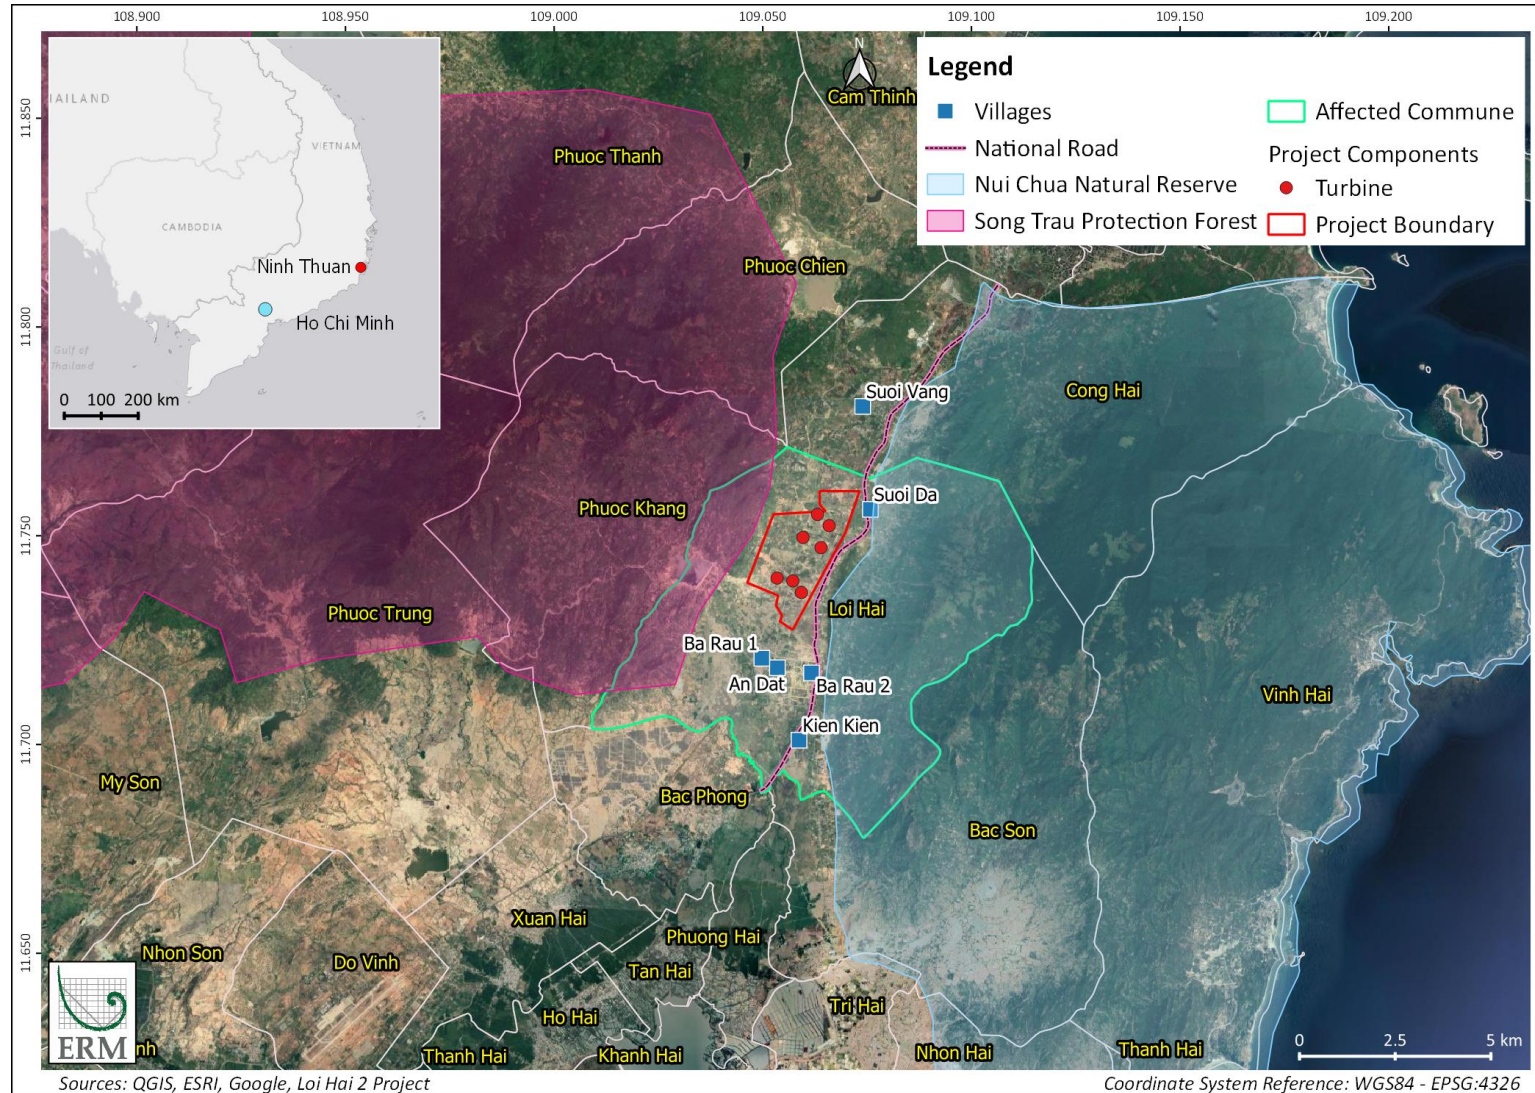 108.900
108.950
109.000
109.050
109.100
109.150
109.200
11.850
11.800
11.750
11.700
11.650
VIETNAM
CAMBODIA
Ninh Thuan
Ho Chi Minh
Gulf of
Thailand
0 100 200 km
N
Legend
Villages
National Road
Nui Chua Natural Reserve
Song Trau Protection Forest
Affected Commune
Project Components
Turbine
Project Boundary
Cam Thinh
Phuoc Thanh
Phuoc Chien
Suoi Vang
Cong Hai
Suoi Da
Phuoc Khang
Phuoc Trung
Loi Hai
Ba Rau 1
An Dat
Ba Rau 2
Vinh Hai
Kien Kien
My Son
Bac Phong
Bac Son
Xuan Hai
Phuong Hai
Nhon Son
Do Vinh
Tan Hai
Tri Hai
Ho Hai
Thanh Hai
Khanh Hai
Nhon Hai
Thanh Hai
ERM
0 2.5 5 km
Sources: QGIS, ESRI, Google, Loi Hai 2 Project
Coordinate System Reference: WGS84 - EPSG:4326